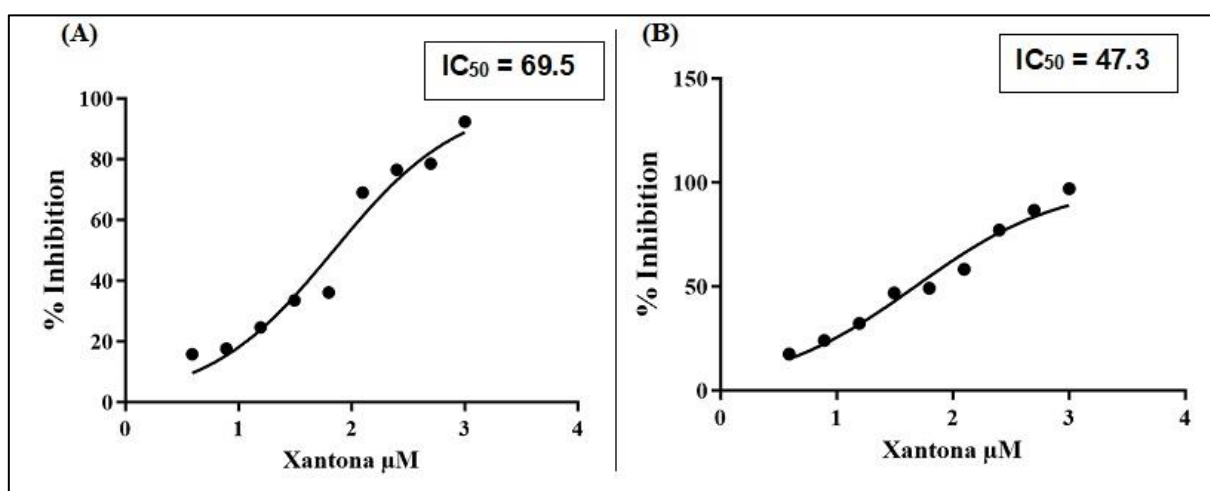 (A)
IC50 = 69.5
100
80
60
40
20
0
% Inhibition
0 1 2 3 4
Xantona µM
(B)
IC50 = 47.3
150
100
50
0
% Inhibition
0 1 2 3 4
Xantona µM